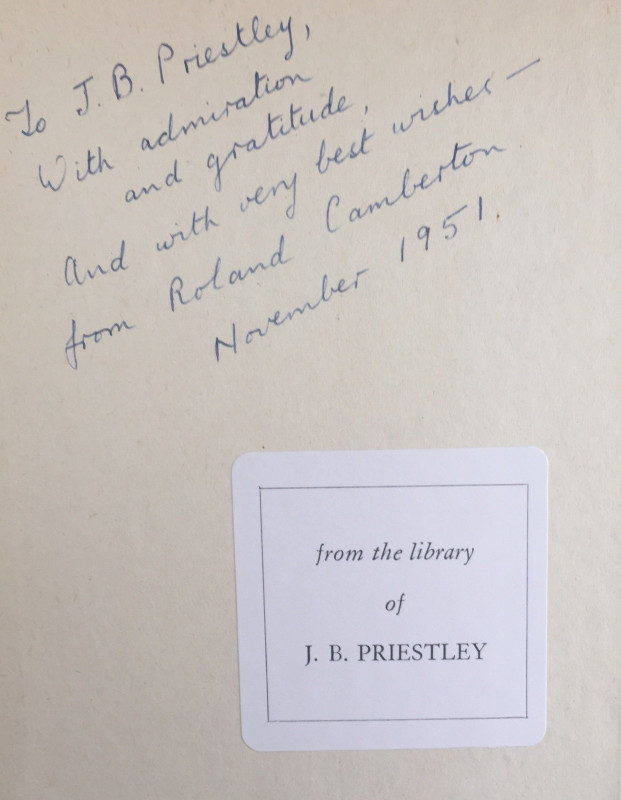 To J. B. Priestley,
With admiration
and gratitude,
And with very best wishes —
from Roland Camberton.
November 1951.
from the library
of
J. B. PRIESTLEY